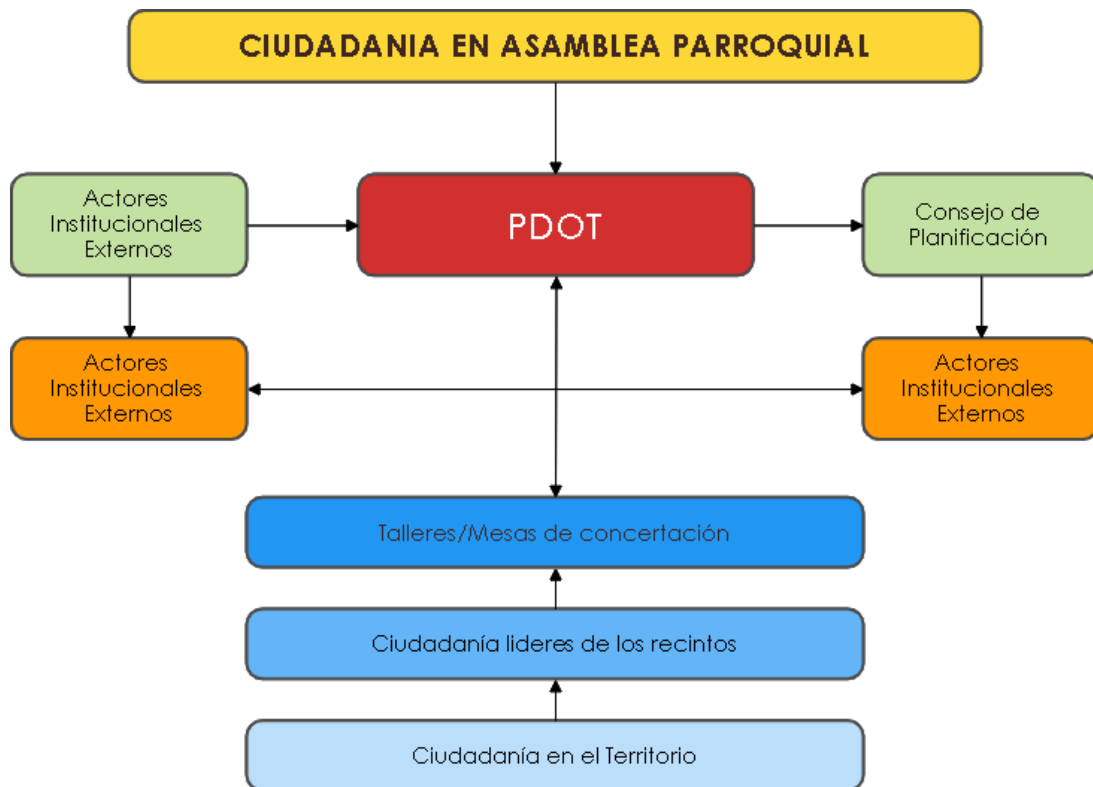 CIUDADANIA EN ASAMBLEA PARROQUIAL
Actores
Institucionales
Externos
PDOT
Consejo de
Planificación
Actores
Institucionales
Externos
Actores
Institucionales
Externos
Talleres/Mesas de concertación
Ciudadanía lideres de los recintos
Ciudadanía en el Territorio